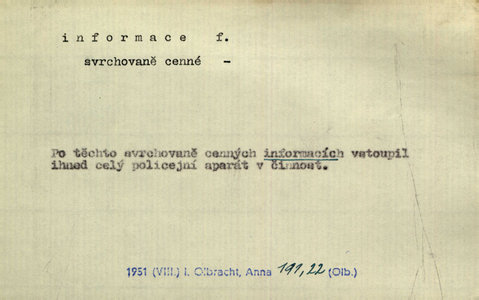 informace f.
svrchovaně cenné -
Po těchto svrchovaně cenných informacích vstoupil
ihned celý policejní aparát v činnost.
1951 (VIII.) I. Olbracht, Anna 191,22 (Olb.)